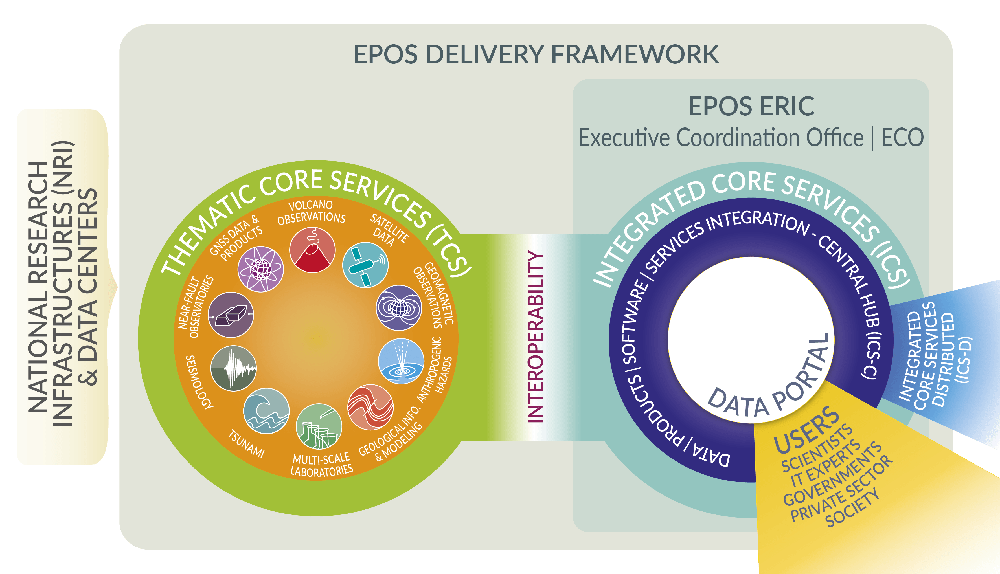 EPOS DELIVERY FRAMEWORK
NATIONAL RESEARCH
INFRASTRUCTURES (NRI)
& DATA CENTERS
THEMATIC CORE SERVICES (TCS)
VOLCANO
OBSERVATIONS
SATELLITE
DATA
GEOMAGNETIC
OBSERVATIONS
ANTHROPOGENIC
HAZARDS
GEOLOGICAL INFO.
& MODELING
MULTI-SCALE
LABORATORIES
TSUNAMI
SEISMOLOGY
NEAR-FAULT
OBSERVATORIES
GNSS DATA &
PRODUCTS
INTEROPERABILITY
EPOS ERIC
Executive Coordination Office | ECO
INTEGRATED CORE SERVICES (ICS)
DATA | PRODUCTS | SOFTWARE | SERVICES INTEGRATION - CENTRAL HUB (ICS-C)
DATA PORTAL
INTEGRATED
CORE SERVICES
DISTRIBUTED
(ICS-D)
USERS
SCIENTISTS
IT EXPERTS
GOVERNMENTS
PRIVATE SECTOR
SOCIETY